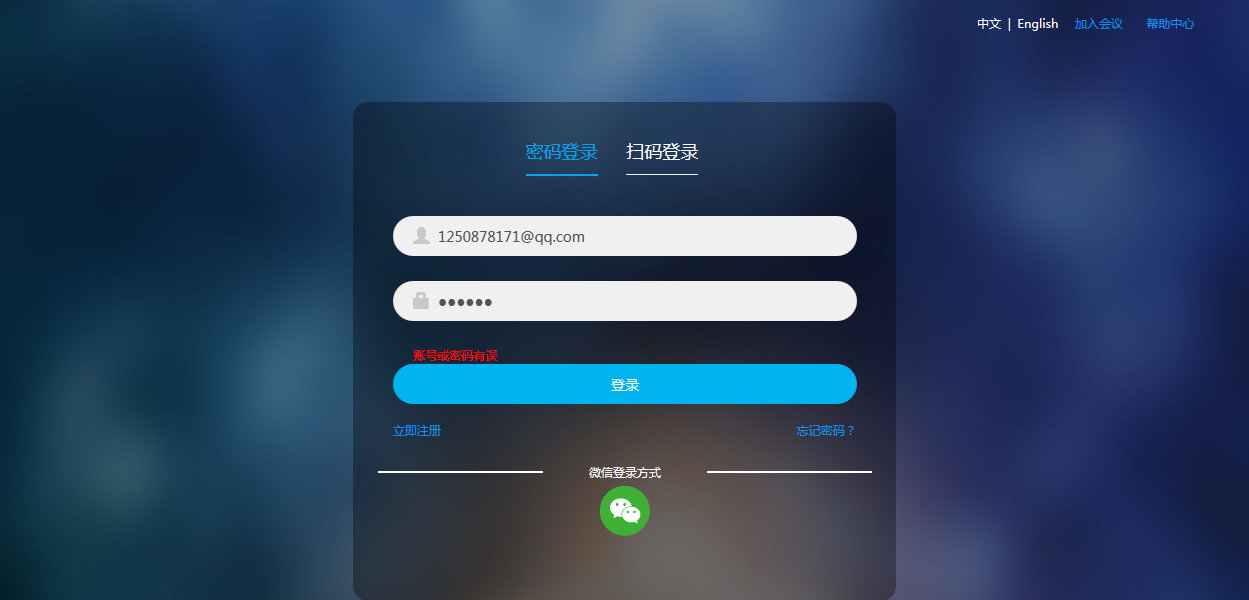 中文 | English 加入会议 帮助中心
密码登录 扫码登录
1250878171@qq.com
●●●●●●
账号或密码有误
登录
立即注册 忘记密码？
微信登录方式